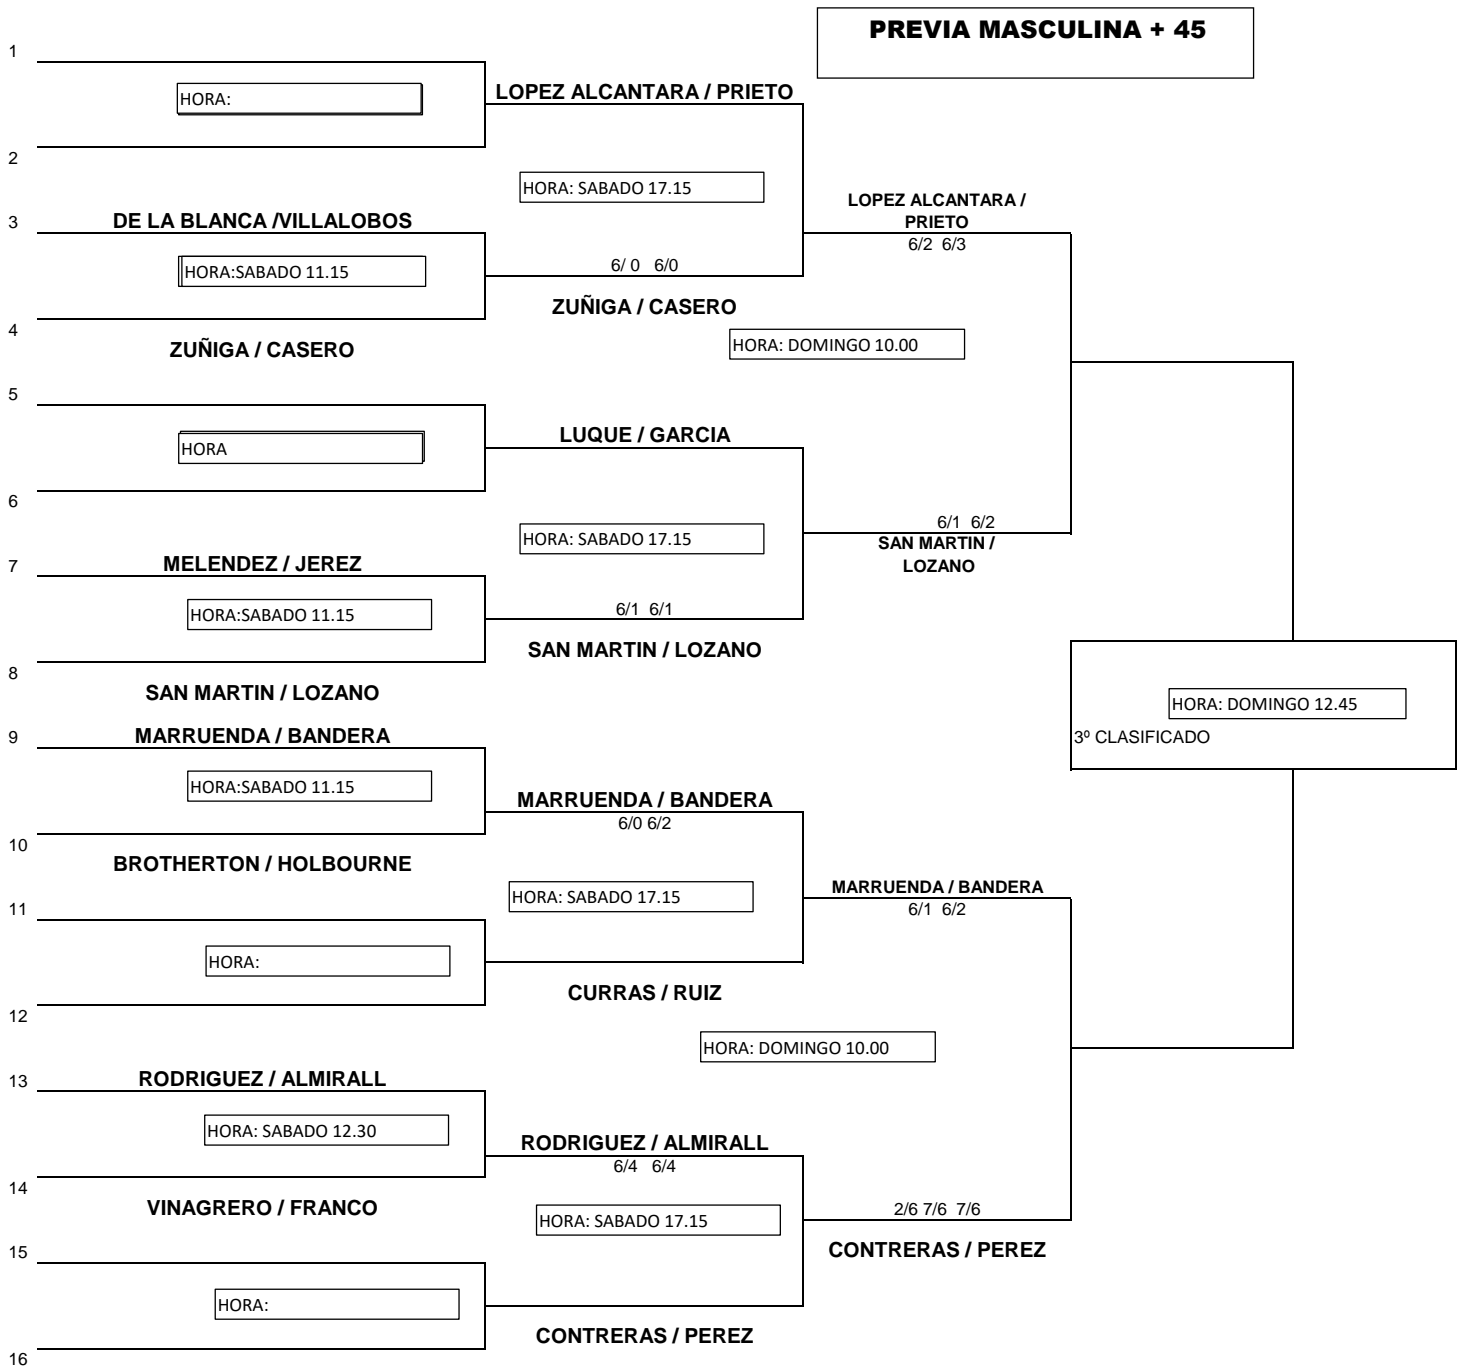 PREVIA MASCULINA + 45
1
HORA:
LOPEZ ALCANTARA / PRIETO
2
HORA: SABADO 17.15
LOPEZ ALCANTARA /
PRIETO
6/2 6/3
3
DE LA BLANCA /VILLALOBOS
HORA:SABADO 11.15
6/ 0 6/0
ZUÑIGA / CASERO
4
ZUÑIGA / CASERO
HORA: DOMINGO 10.00
5
HORA
LUQUE / GARCIA
6
HORA: SABADO 17.15
6/1 6/2
SAN MARTIN /
LOZANO
7
MELENDEZ / JEREZ
HORA:SABADO 11.15
6/1 6/1
SAN MARTIN / LOZANO
8
SAN MARTIN / LOZANO
HORA: DOMINGO 12.45
3º CLASIFICADO
9
MARRUENDA / BANDERA
HORA:SABADO 11.15
MARRUENDA / BANDERA
6/0 6/2
10
BROTHERTON / HOLBOURNE
HORA: SABADO 17.15
MARRUENDA / BANDERA
6/1 6/2
11
HORA:
CURRAS / RUIZ
12
HORA: DOMINGO 10.00
13
RODRIGUEZ / ALMIRALL
HORA: SABADO 12.30
RODRIGUEZ / ALMIRALL
6/4 6/4
14
VINAGRERO / FRANCO
HORA: SABADO 17.15
2/6 7/6 7/6
CONTRERAS / PEREZ
15
HORA:
CONTRERAS / PEREZ
16